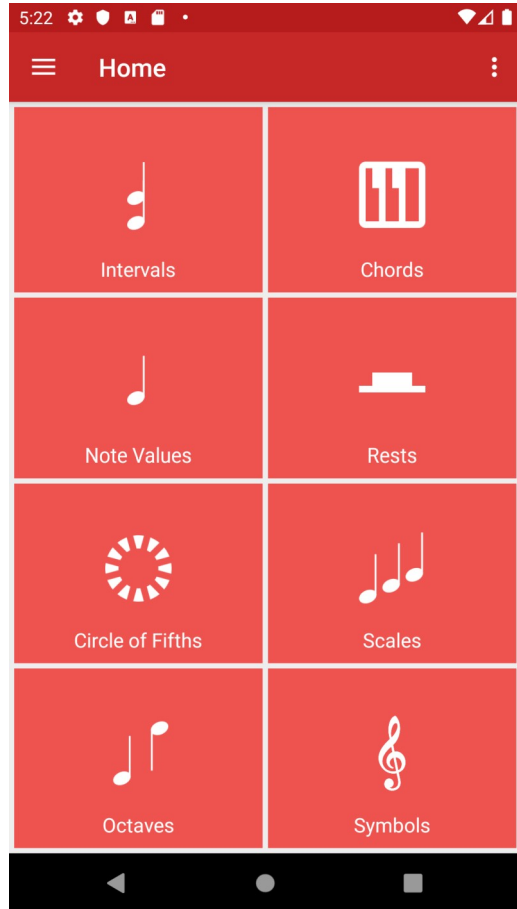 5:22
Home
Intervals
Chords
Note Values
Rests
Circle of Fifths
Scales
Octaves
Symbols